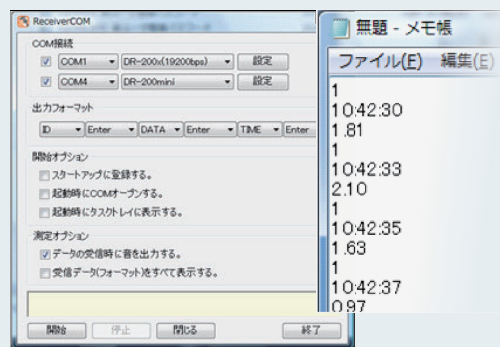 ReceiverCOM
COM接続
COM1 DR-200x(19200bps) 設定
COM4 DR-200mini 設定
出力フォーマット
ID Enter DATA Enter TIME Enter
開始オプション
スタートアップに登録する。
起動時にCOMオープンする。
起動時にタスクトレイに表示する。
測定オプション
データの受信時に音を出力する。
受信データ(フォーマット)をすべて表示する。
開始 停止 閉じる 終了
無題 - メモ帳
ファイル(F) 編集(E)
1
10:42:30
1.81
1
10:42:33
2.10
1
10:42:35
1.63
1
10:42:37
0.97